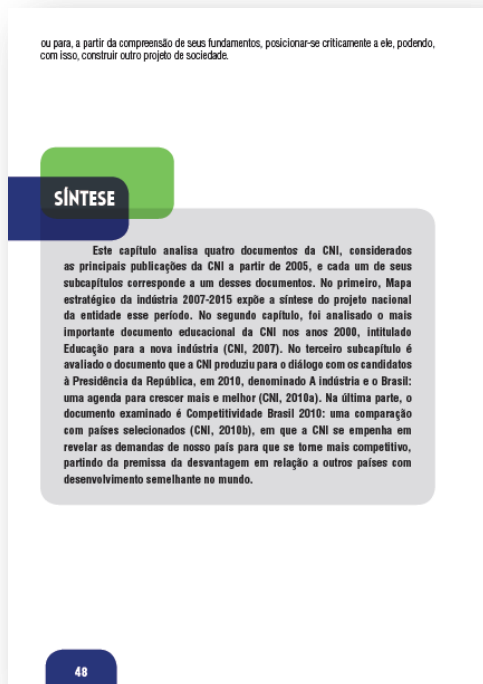 ou para, a partir da compreensão de seus fundamentos, posicionar-se criticamente a ele, podendo,
com isso, construir outro projeto de sociedade.
SÍNTESE
Este capítulo analisa quatro documentos da CNI, considerados
as principais publicações da CNI a partir de 2005, e cada um de seus
subcapítulos corresponde a um desses documentos. No primeiro, Mapa
estratégico da indústria 2007-2015 expõe a síntese do projeto nacional
da entidade esse período. No segundo capítulo, foi analisado o mais
importante documento educacional da CNI nos anos 2000, intitulado
Educação para a nova indústria (CNI, 2007). No terceiro subcapítulo é
avaliado o documento que a CNI produziu para o diálogo com os candidatos
à Presidência da República, em 2010, denominado A indústria e o Brasil:
uma agenda para crescer mais e melhor (CNI, 2010a). Na última parte, o
documento examinado é Competitividade Brasil 2010: uma comparação
com países selecionados (CNI, 2010b), em que a CNI se empenha em
revelar as demandas de nosso país para que se torne mais competitivo,
partindo da premissa da desvantagem em relação a outros países com
desenvolvimento semelhante no mundo.
48